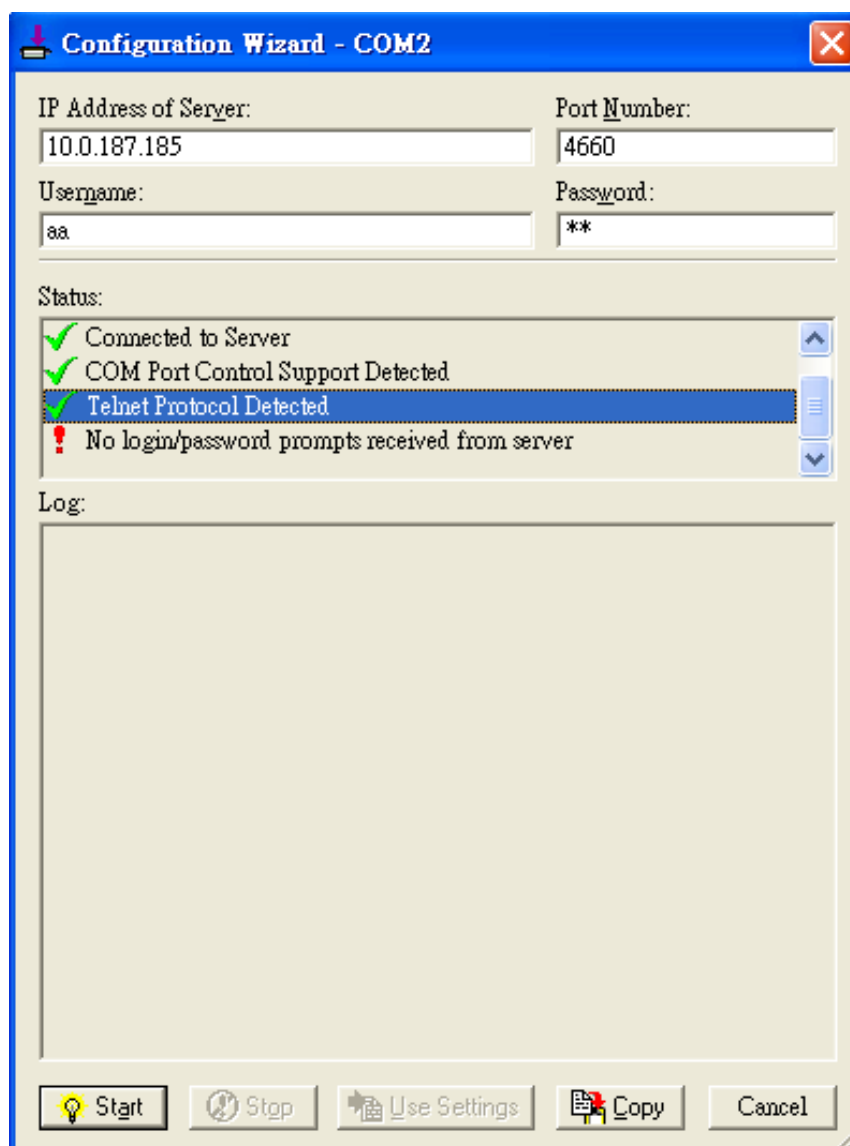 Configuration Wizard - COM2
IP Address of Server: Port Number:
10.0.187.185 4660
Username: Password:
aa **
Status:
Connected to Server
COM Port Control Support Detected
Telnet Protocol Detected
No login/password prompts received from server
Log:
Start Stop Use Settings Copy Cancel